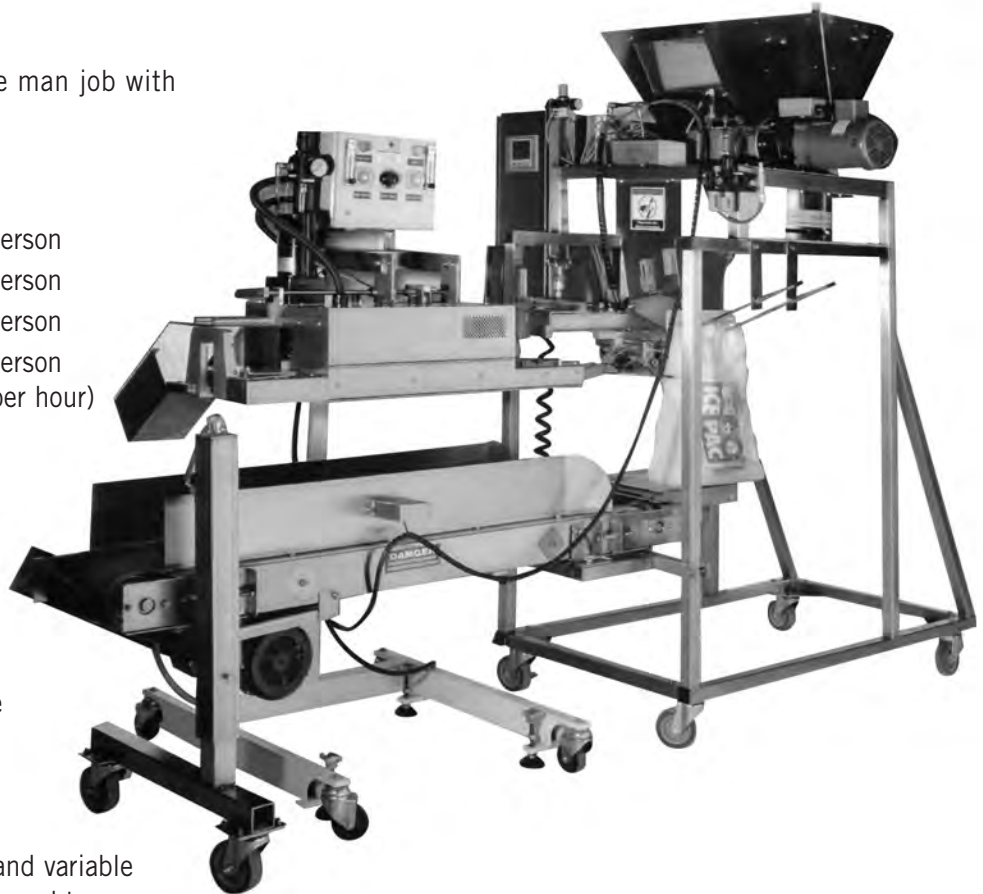 e man job with
erson
erson
erson
erson
per hour)
ICE PAC
DANGER
e
and variable